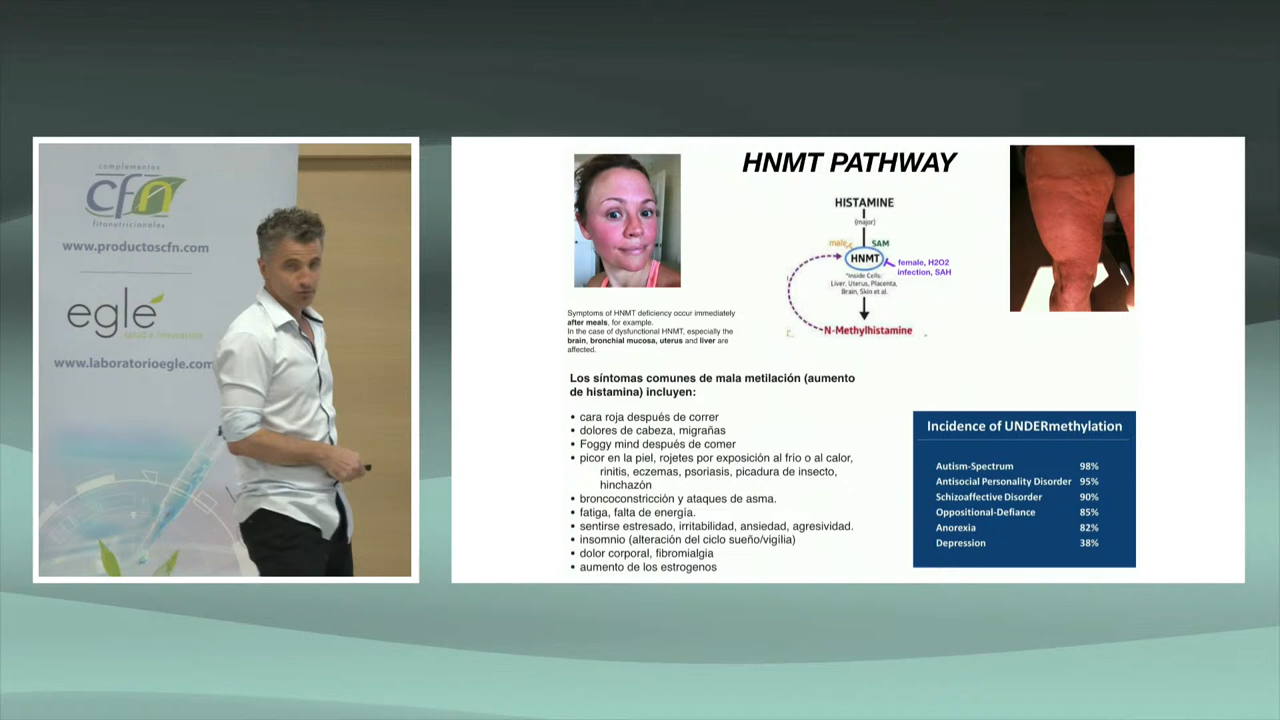 complementos
cfn
fitonutricionales
www.productoscfn.com
eglé
salud e innovación
www.laboratorioegle.com
HNMT PATHWAY
HISTAMINE
(major)
male
SAM
HNMT
female, H2O2
infection, SAH
"Inside Cells:
Liver, Uterus, Placenta,
Brain, Skin et al.
N-Methylhistamine
Symptoms of HNMT deficiency occur immediately
after meals, for example.
In the case of dysfunctional HNMT, especially the
brain, bronchial mucosa, uterus and liver are
affected.
Los síntomas comunes de mala metilación (aumento
de histamina) incluyen:
• cara roja después de correr
• dolores de cabeza, migrañas
• Foggy mind después de comer
• picor en la piel, rojetes por exposición al frio o al calor,
rinitis, eczemas, psoriasis, picadura de insecto,
hinchazón
• broncoconstricción y ataques de asma.
• fatiga, falta de energía.
• sentirse estresado, irritabilidad, ansiedad, agresividad.
• insomnio (alteración del ciclo sueño/vigilia)
• dolor corporal, fibromialgia
• aumento de los estrogenos
Incidence of UNDERmethylation
Autism-Spectrum 98%
Antisocial Personality Disorder 95%
Schizoaffective Disorder 90%
Oppositional-Defiance 85%
Anorexia 82%
Depression 38%